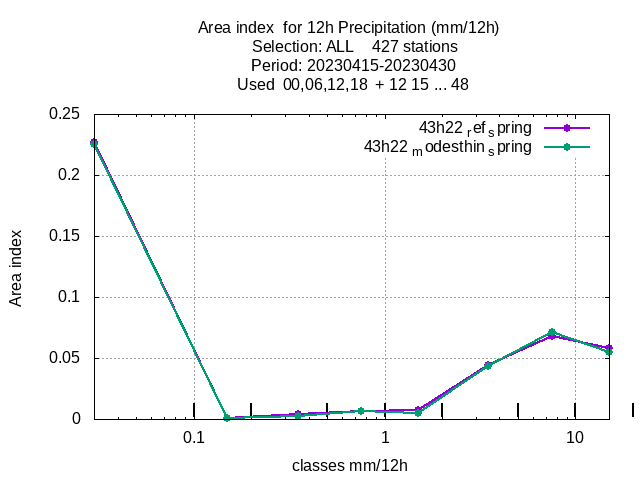 Area index  for 12h Precipitation (mm/12h)
Selection: ALL    427 stations
Period: 20230415-20230430
Used  00,06,12,18  + 12 15 ... 48
43h22 ref spring
43h22 modesthin spring
0.25
0.2
0.15
0.1
0.05
0
Area index
0.1 1 10
classes mm/12h